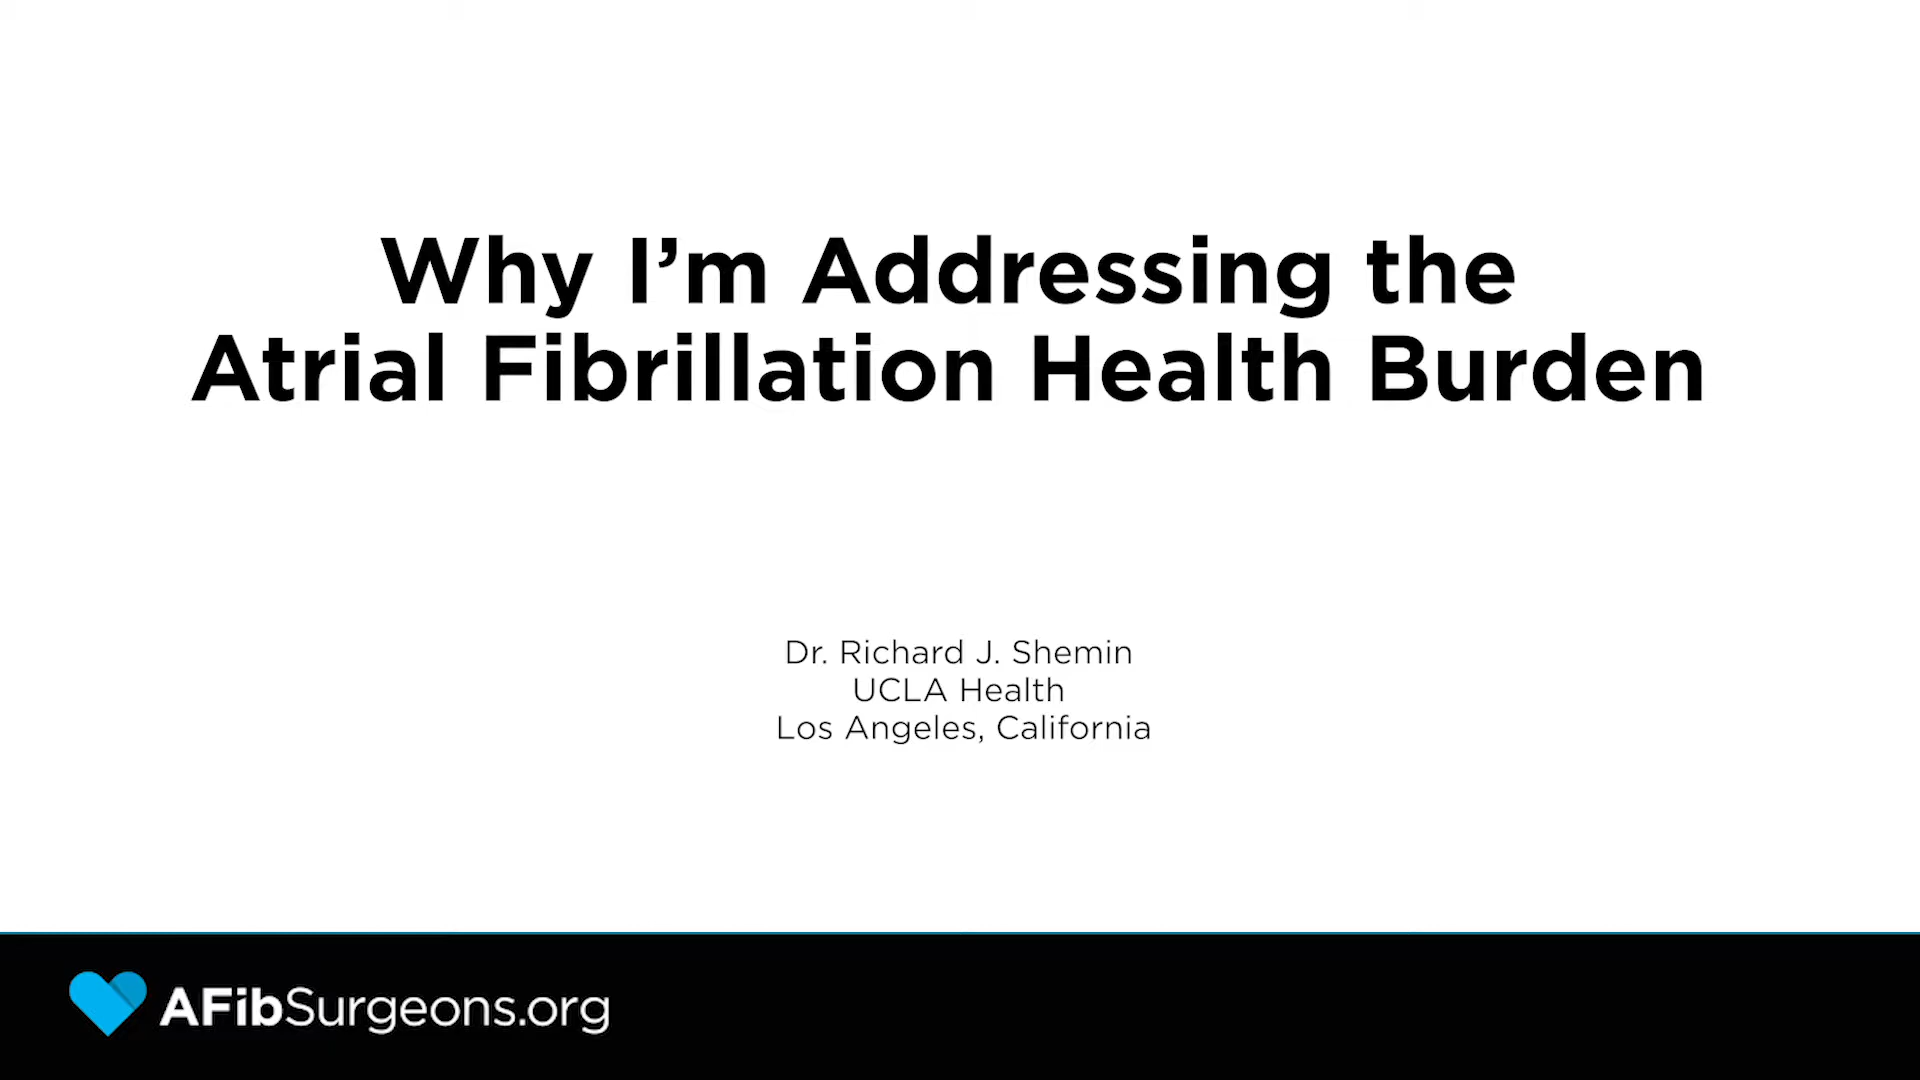 Why I’m Addressing the
Atrial Fibrillation Health Burden
Dr. Richard J. Shemin
UCLA Health
Los Angeles, California
AFibSurgeons.org